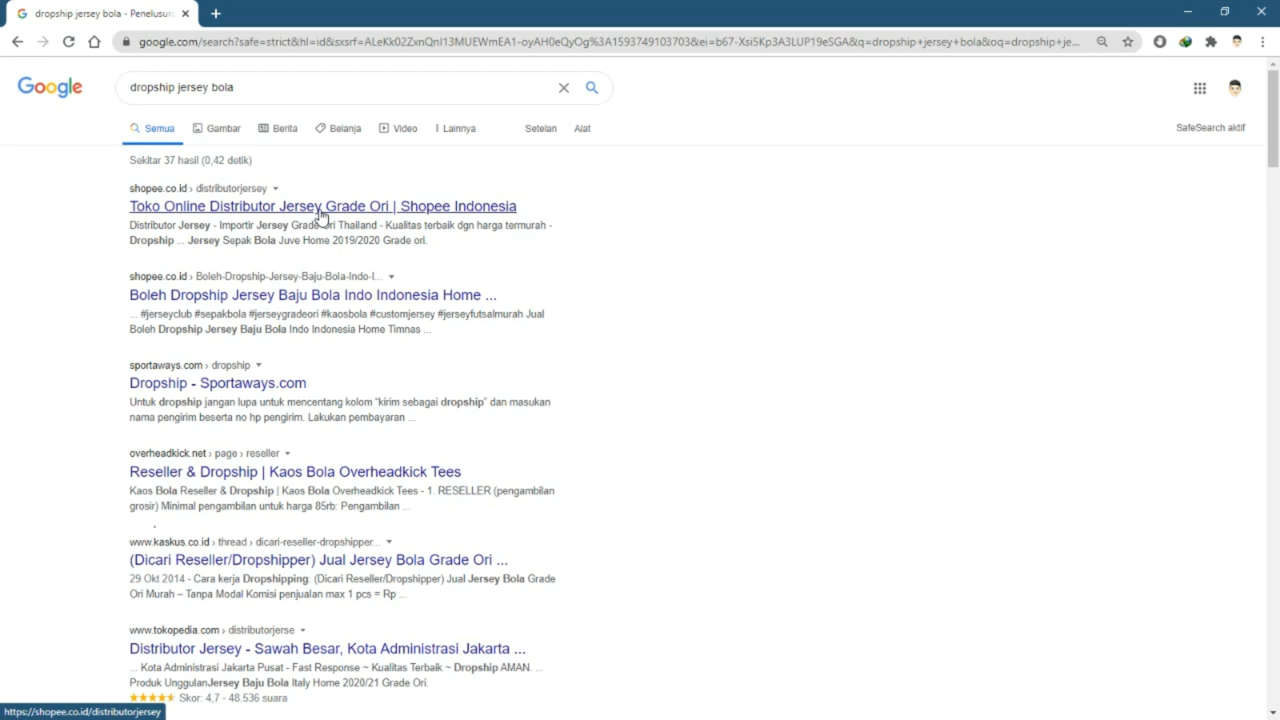 dropship jersey bola - Penelusura
google.com/search?safe=strict&hl=id&sxsrf=ALeKk02ZxnQnI13MUEWmEA1-oyAH0eQyOg%3A1593749103703&ei=b67-Xsi5Kp3A3LUP19eSGA&q=dropship+jersey+bola&oq=dropship+je...
Google
dropship jersey bola
Semua
Gambar
Berita
Belanja
Video
Lainnya
Setelan
Alat
SafeSearch aktif
Sekitar 37 hasil (0,42 detik)
shopee.co.id › distributorjersey
Toko Online Distributor Jersey Grade Ori | Shopee Indonesia
Distributor Jersey - Importir Jersey Grade Ori Thailand - Kualitas terbaik dgn harga termurah -
Dropship ... Jersey Sepak Bola Juve Home 2019/2020 Grade ori.
shopee.co.id › Boleh-Dropship-Jersey-Baju-Bola-Indo-I...
Boleh Dropship Jersey Baju Bola Indo Indonesia Home ...
... #jerseyclub #sepakbola #jerseygradeori #kaosbola #customjersey #jerseyfutsalmurah Jual
Boleh Dropship Jersey Baju Bola Indo Indonesia Home Timnas ...
sportaways.com › dropship
Dropship - Sportaways.com
Untuk dropship jangan lupa untuk mencentang kolom "kirim sebagai dropship" dan masukan
nama pengirim beserta no hp pengirim. Lakukan pembayaran ...
overheadkick.net › page › reseller
Reseller & Dropship | Kaos Bola Overheadkick Tees
Kaos Bola Reseller & Dropship | Kaos Bola Overheadkick Tees - 1. RESELLER (pengambilan
grosir) Minimal pengambilan untuk harga 85rb: Pengambilan ...
www.kaskus.co.id › thread › dicari-reseller-dropshipper...
(Dicari Reseller/Dropshipper) Jual Jersey Bola Grade Ori ...
29 Okt 2014 - Cara kerja Dropshipping: (Dicari Reseller/Dropshipper) Jual Jersey Bola Grade
Ori Murah – Tanpa Modal Komisi penjualan max 1 pcs = Rp ...
www.tokopedia.com › distributorjerse
Distributor Jersey - Sawah Besar, Kota Administrasi Jakarta ...
... Kota Administrasi Jakarta Pusat - Fast Response ~ Kualitas Terbaik ~ Dropship AMAN. ...
Produk UnggulanJersey Baju Bola Italy Home 2020/21 Grade Ori.
Skor: 4,7 - 48.536 suara
https://shopee.co.id/distributorjersey